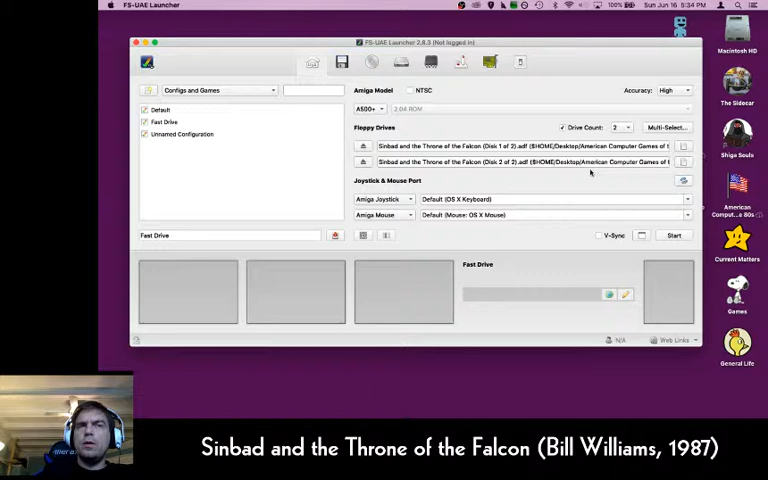 FS-UAE Launcher 100% Sun Jun 16 5:34 PM
FS-UAE Launcher 2.8.3 (Not logged in)
Configs and Games
Amiga Model NTSC Accuracy: High
Default
Fast Drive
Unnamed Configuration
A500+ 2.04 ROM
Floppy Drives Drive Count: 2 Multi-Select...
Sinbad and the Throne of the Falcon (Disk 1 of 2).adf ($HOME/Desktop/American Computer Games of t
Sinbad and the Throne of the Falcon (Disk 2 of 2).adf ($HOME/Desktop/American Computer Games of t
Joystick & Mouse Port
Amiga Joystick Default (OS X Keyboard)
Amiga Mouse Default (Mouse: OS X Mouse)
Fast Drive V-Sync Start
Fast Drive
N/A Web Links
Macintosh HD
The Sidecar
Shiga Souls
American
Comput...e 80s
Current Matters
Games
General Life
Sinbad and the Throne of the Falcon (Bill Williams, 1987)